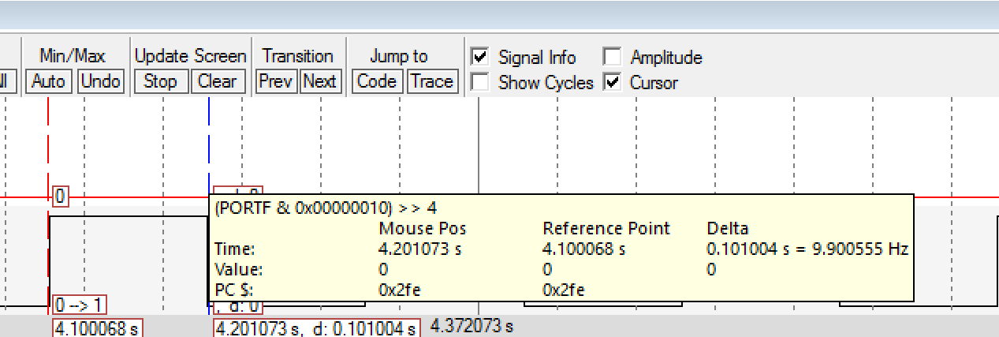 Min/Max Update Screen Transition Jump to Signal Info Amplitude
Auto Undo Stop Clear Prev Next Code Trace Show Cycles Cursor
0
(PORTF & 0x00000010) >> 4
Mouse Pos Reference Point Delta
Time: 4.201073 s 4.100068 s 0.101004 s = 9.900555 Hz
Value: 0 0 0
PC $: 0x2fe 0x2fe
0 --> 1 , d: 0
4.100068 s 4.201073 s, d: 0.101004 s 4.372073 s